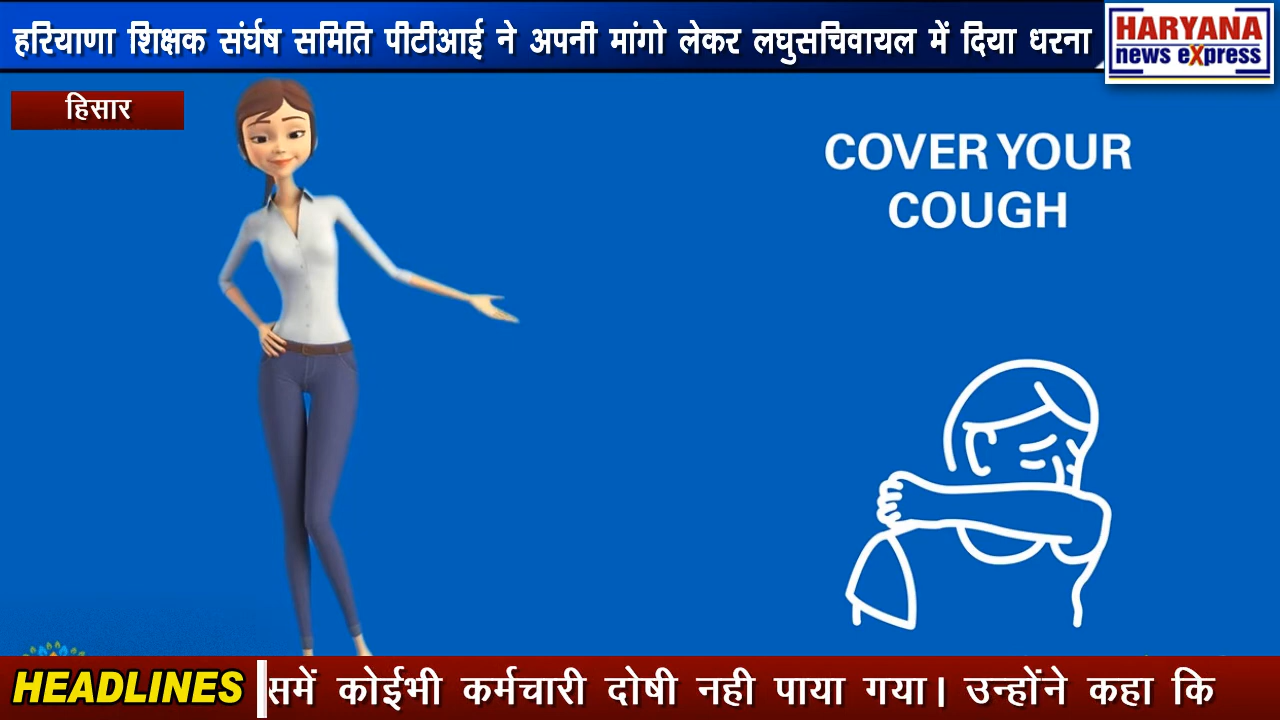 हरियाणा शिक्षक संर्घष समिति पीटीआई ने अपनी मांगो लेकर लघुसचिवायल में दिया धरना
HARYANA
news eXpress
हिसार
COVER YOUR
COUGH
HEADLINES
समें कोईभी कर्मचारी दोषी नही पाया गया। उन्होंने कहा कि